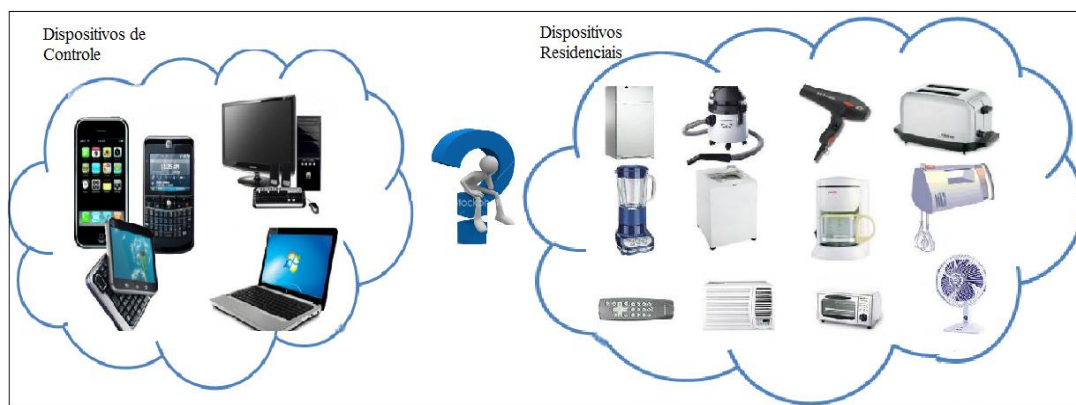 Dispositivos de
Controle
Dispositivos
Residenciais